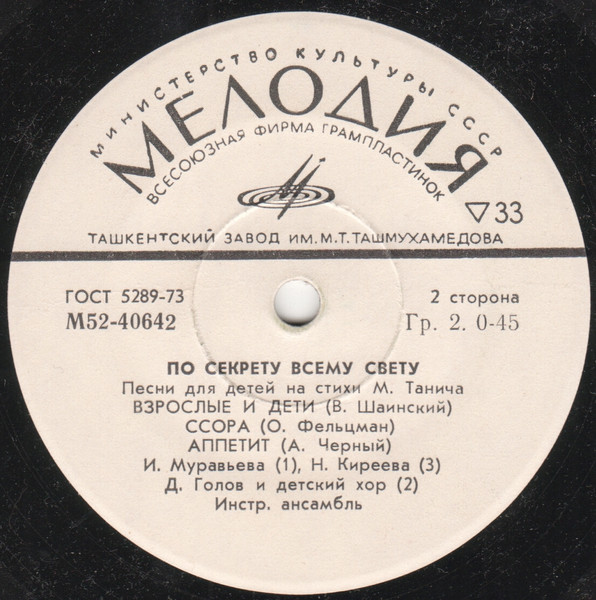 МИНИСТЕРСТВО КУЛЬТУРЫ СССР
МЕЛОДИЯ
ВСЕСОЮЗНАЯ ФИРМА ГРАМПЛАСТИНОК
▽33
ТАШКЕНТСКИЙ ЗАВОД ИМ. М.Т. ТАШМУХАМЕДОВА
ГОСТ 5289-73
2 сторона
М52-40642
Гр. 2. 0-45
ПО СЕКРЕТУ ВСЕМУ СВЕТУ
Песни для детей на стихи М. Танича
ВЗРОСЛЫЕ И ДЕТИ (В. Шаинский)
ССОРА (О. Фельцман)
АППЕТИТ (А. Черный)
И. Муравьева (1), Н. Киреева (3)
Д. Голов и детский хор (2)
Инстр. ансамбль